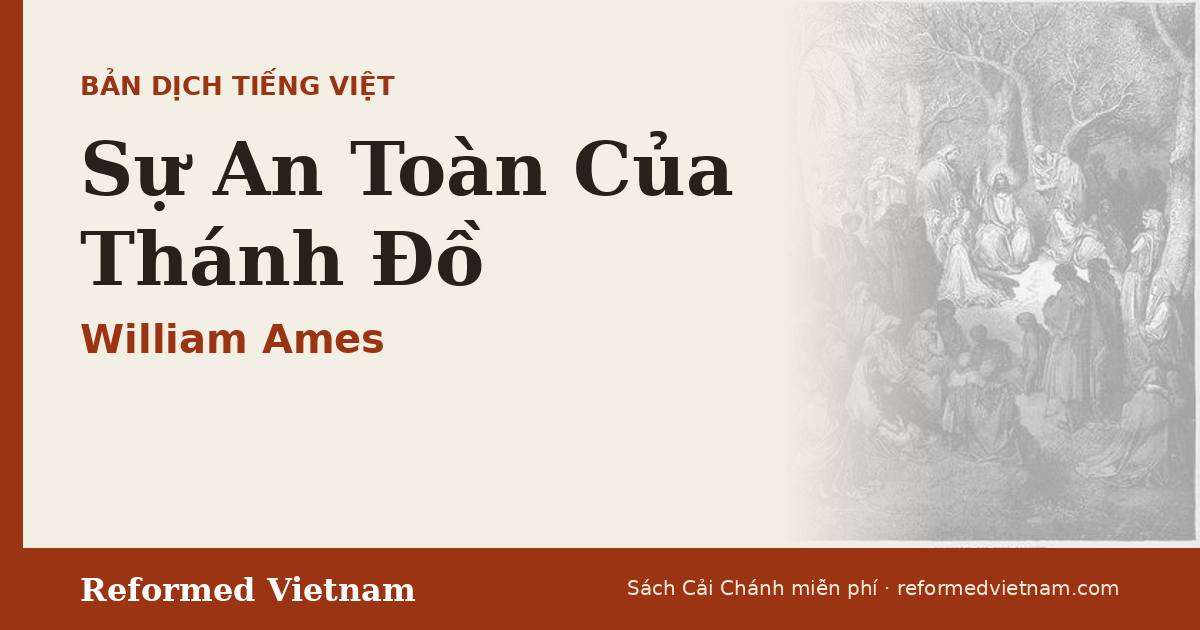 BẢN DỊCH TIẾNG VIỆT
Sự An Toàn Của
Thánh Đồ
William Ames
Reformed Vietnam
Sách Cải Chánh miễn phí · reformedvietnam.com